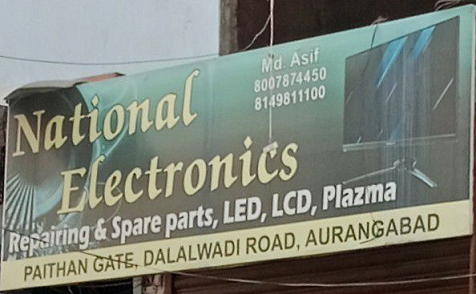 National
Md. Asif
8007874450
8149811100
Electronics
Repairing & Spare parts, LED, LCD, Plazma
PAITHAN GATE, DALALWADI ROAD, AURANGABAD